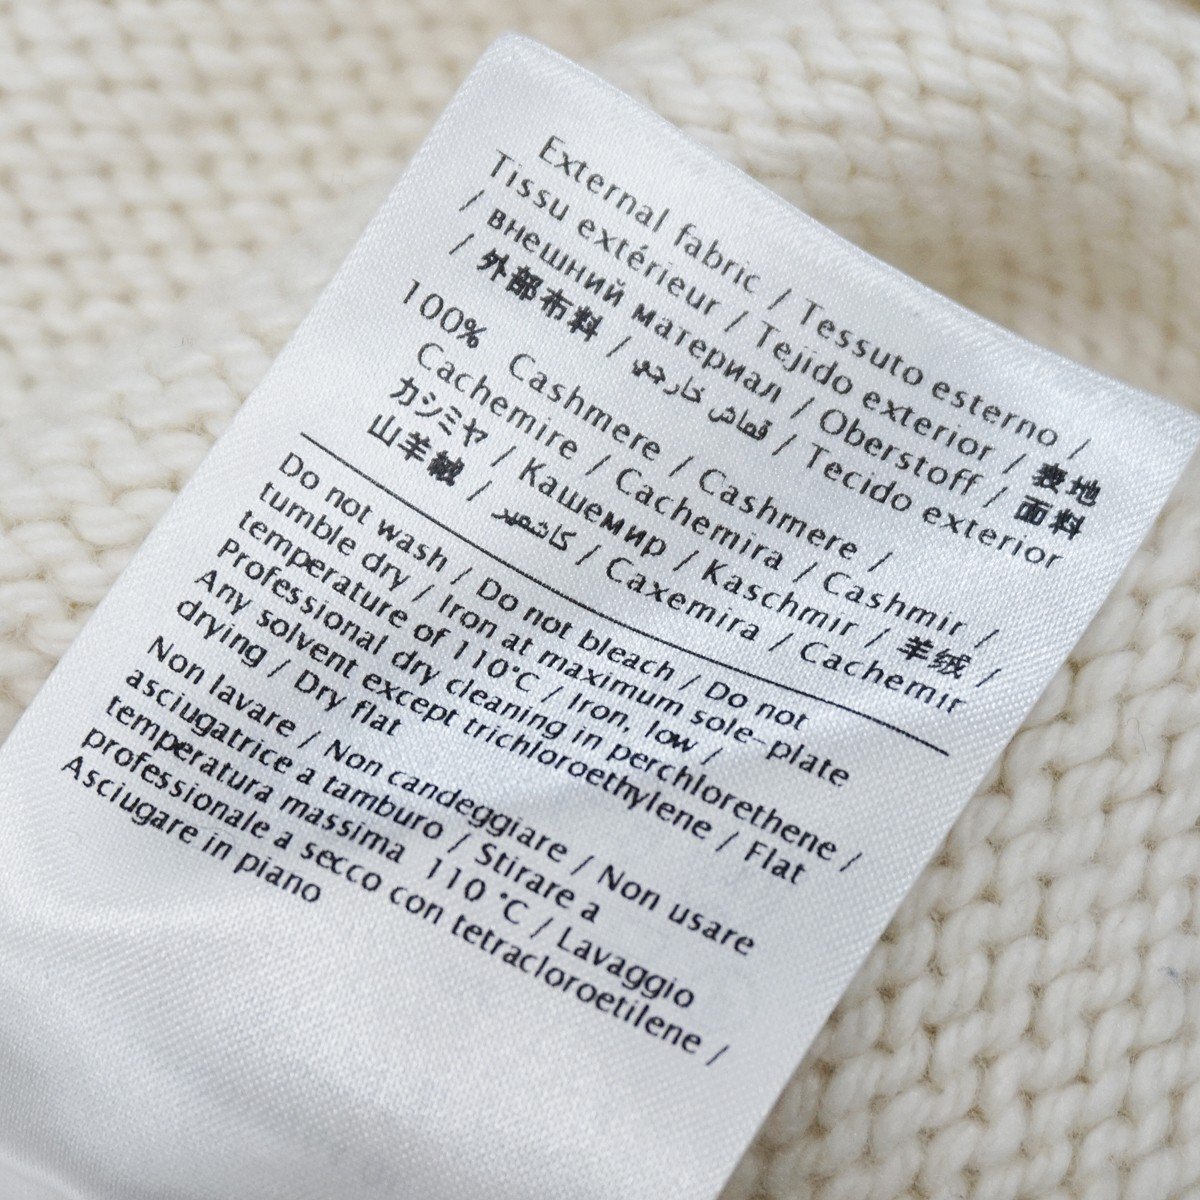 External fabric / Tessuto esterno /
Tissu extérieur / Tejido exterior / 表地
/ внешний материал / Oberstoff / 面料
/ 外部布料 / قماش خارجي / Tecido exterior
100% Cashmere / Cashmere /
Cachemire / Cachemira / Cashmir /
カシミヤ / Кашемир / Kaschmir / 羊绒 /
山羊絨 / كاشمير / Caxemira / Cachemir
Do not wash / Do not bleach / Do not
tumble dry / Iron at maximum sole-plate
temperature of 110°C / Iron, low /
Professional dry cleaning in perchlorethene /
Any solvent except trichloroethylene / Flat
drying / Dry flat
Non lavare / Non candeggiare / Non usare
asciugatrice a tamburo / Stirare a
temperatura massima 110 °C / Lavaggio
professionale a secco con tetracloroetilene /
Asciugare in piano